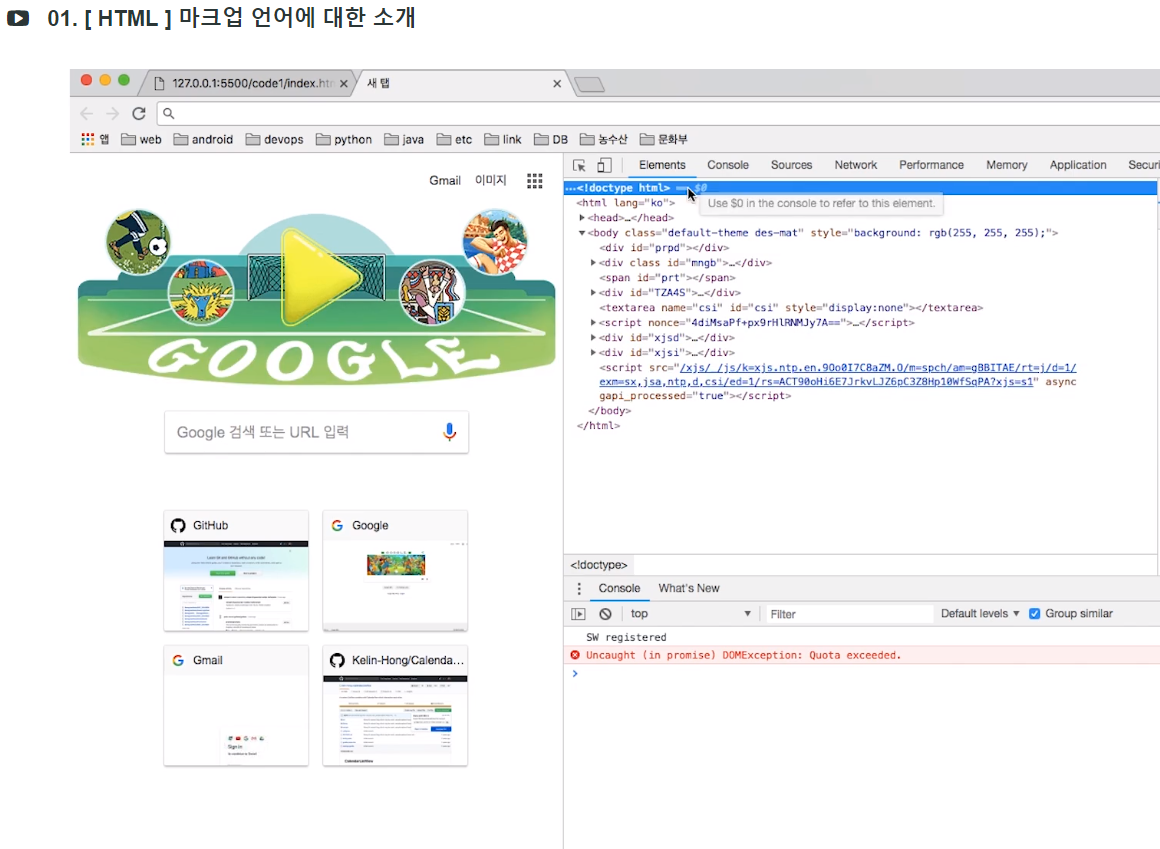 01. [ HTML ] 마크업 언어에 대한 소개
127.0.0.1:5500/code1/index.htm
새 탭
앱 web android devops python java etc link DB 농수산 문화부
Gmail 이미지
GOOGLE
Google 검색 또는 URL 입력
GitHub
Google
Gmail
Sign in
Kelin-Hong/Calenda...
Elements Console Sources Network Performance Memory Application Securi
...<!doctype html> == $0
Use $0 in the console to refer to this element.
<html lang="ko">
<head>…</head>
<body class="default-theme des-mat" style="background: rgb(255, 255, 255);">
<div id="prpd"></div>
<div class id="mngb">…</div>
<span id="prt"></span>
<div id="TZA4S">…</div>
<textarea name="csi" id="csi" style="display:none"></textarea>
<script nonce="4diMsaPf+px9rHlRNMJy7A==">…</script>
<div id="xjsd">…</div>
<div id="xjsi">…</div>
<script src="/xjs/_/js/k=xjs.ntp.en.9Oo0I7C8aZM.O/m=spch/am=gBBITAE/rt=j/d=1/
exm=sx,jsa,ntp,d,csi/ed=1/rs=ACT90oHi6E7JrkvLJZ6pC3Z8Hp10WfSqPA?xjs=s1" async
gapi_processed="true"></script>
</body>
</html>
<!doctype>
Console What's New
top Filter Default levels Group similar
SW registered
Uncaught (in promise) DOMException: Quota exceeded.